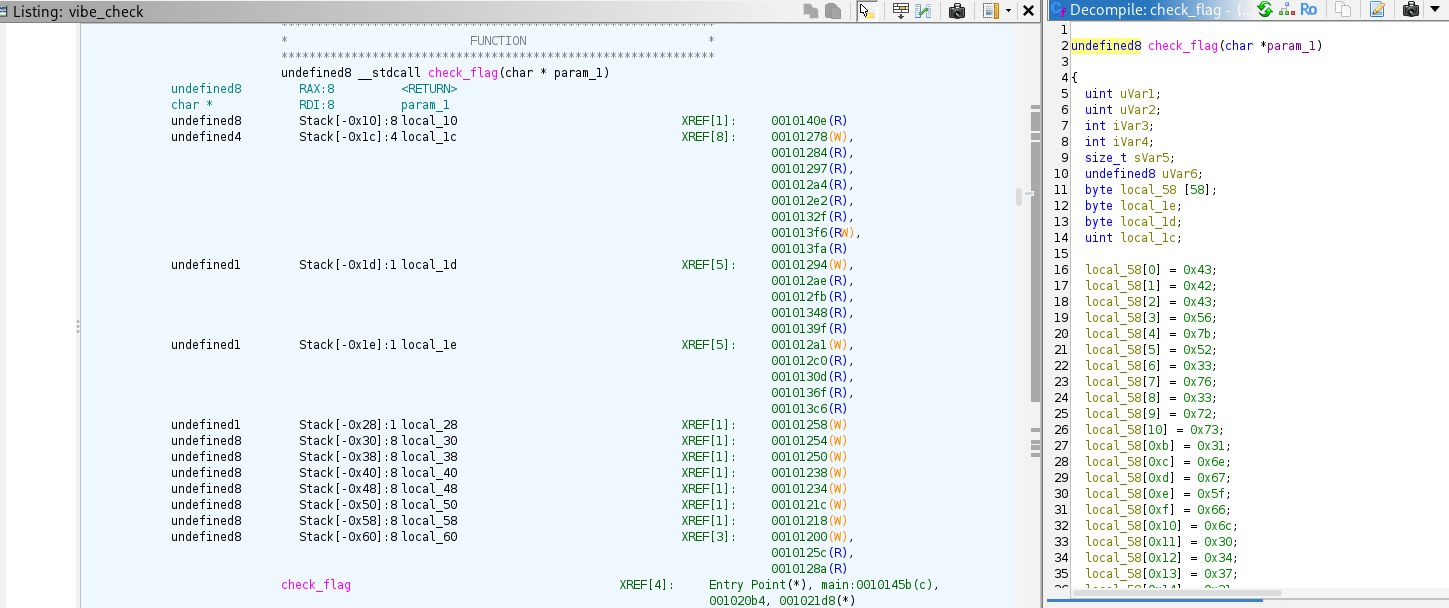 Listing: vibe_check
*********************************************************
* FUNCTION *
*********************************************************
undefined8 __stdcall check_flag(char * param_1)
undefined8 RAX:8 <RETURN>
char * RDI:8 param_1
undefined8 Stack[-0x10]:8 local_10 XREF[1]: 0010140e(R)
undefined4 Stack[-0x1c]:4 local_1c XREF[8]: 00101278(W),
00101284(R),
00101297(R),
001012a4(R),
001012e2(R),
0010132f(R),
001013f6(RW),
001013fa(R)
undefined1 Stack[-0x1d]:1 local_1d XREF[5]: 00101294(W),
001012ae(R),
001012fb(R),
00101348(R),
0010139f(R)
undefined1 Stack[-0x1e]:1 local_1e XREF[5]: 001012a1(W),
001012c0(R),
0010130d(R),
0010136f(R),
001013c6(R)
undefined1 Stack[-0x28]:1 local_28 XREF[1]: 00101258(W)
undefined8 Stack[-0x30]:8 local_30 XREF[1]: 00101254(W)
undefined8 Stack[-0x38]:8 local_38 XREF[1]: 00101250(W)
undefined8 Stack[-0x40]:8 local_40 XREF[1]: 00101238(W)
undefined8 Stack[-0x48]:8 local_48 XREF[1]: 00101234(W)
undefined8 Stack[-0x50]:8 local_50 XREF[1]: 0010121c(W)
undefined8 Stack[-0x58]:8 local_58 XREF[1]: 00101218(W)
undefined8 Stack[-0x60]:8 local_60 XREF[3]: 00101200(W),
0010125c(R),
0010128a(R)
check_flag XREF[4]: Entry Point(*), main:0010145b(c),
001020b4, 001021d8(*)
Decompile: check_flag - (...
Ro
1
2 undefined8 check_flag(char *param_1)
3
4 {
5 uint uVar1;
6 uint uVar2;
7 int iVar3;
8 int iVar4;
9 size_t sVar5;
10 undefined8 uVar6;
11 byte local_58 [58];
12 byte local_1e;
13 byte local_1d;
14 uint local_1c;
15
16 local_58[0] = 0x43;
17 local_58[1] = 0x42;
18 local_58[2] = 0x43;
19 local_58[3] = 0x56;
20 local_58[4] = 0x7b;
21 local_58[5] = 0x52;
22 local_58[6] = 0x33;
23 local_58[7] = 0x76;
24 local_58[8] = 0x33;
25 local_58[9] = 0x72;
26 local_58[10] = 0x73;
27 local_58[0xb] = 0x31;
28 local_58[0xc] = 0x6e;
29 local_58[0xd] = 0x67;
30 local_58[0xe] = 0x5f;
31 local_58[0xf] = 0x66;
32 local_58[0x10] = 0x6c;
33 local_58[0x11] = 0x30;
34 local_58[0x12] = 0x34;
35 local_58[0x13] = 0x37;